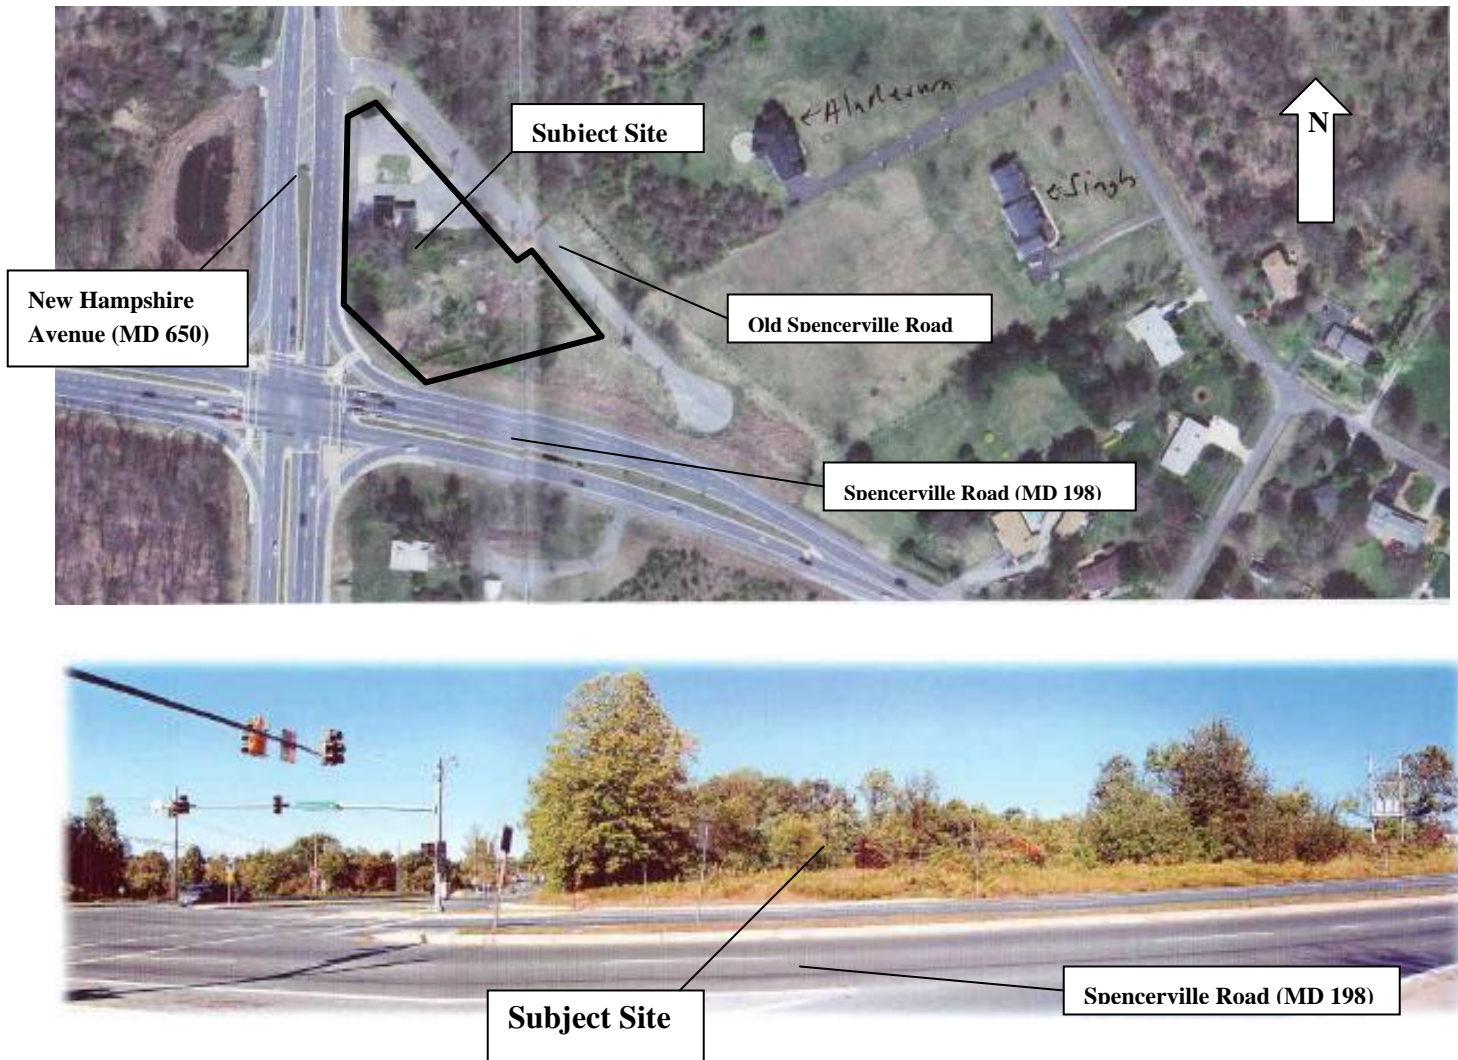 Subject Site
N
←Singh
New Hampshire
Avenue (MD 650)
Old Spencerville Road
Spencerville Road (MD 198)
Subject Site
Spencerville Road (MD 198)